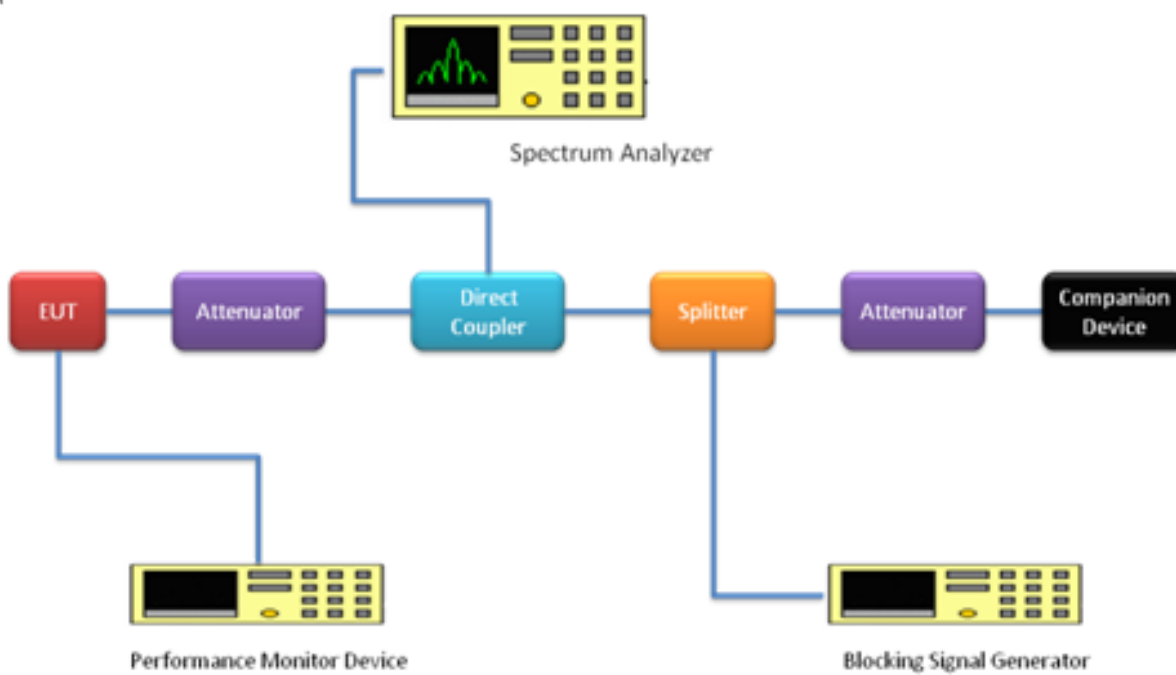 Spectrum Analyzer
EUT
Attenuator
Direct
Coupler
Splitter
Attenuator
Companion
Device
Performance Monitor Device
Blocking Signal Generator